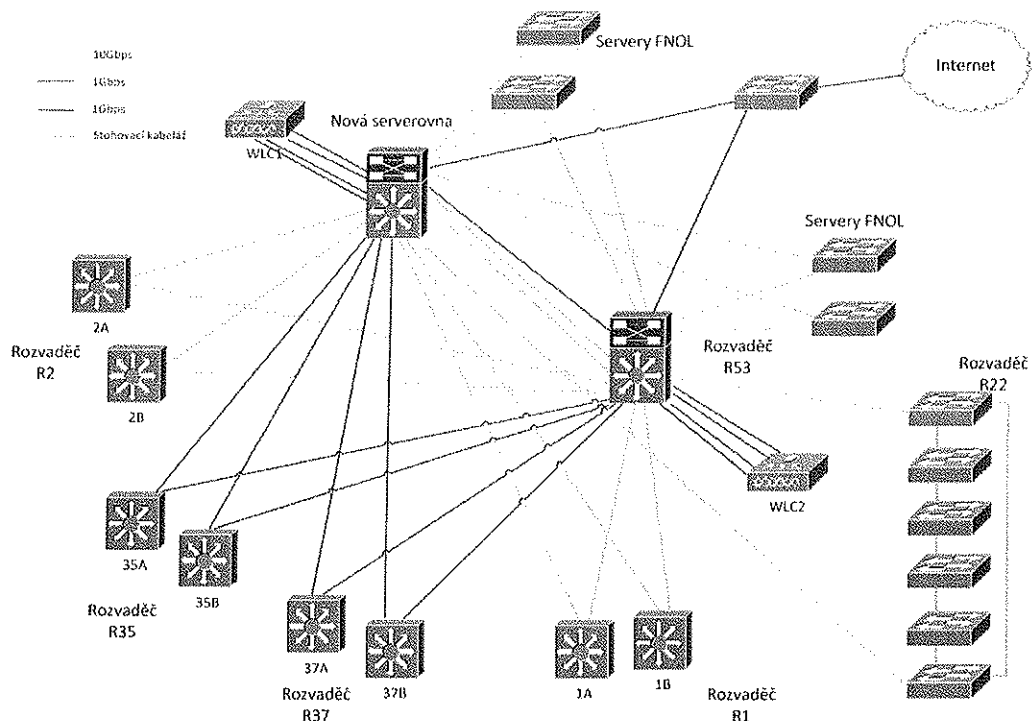 Servery FNOL
Internet
10Gbps
1Gbps
1Gbps
Stohovací kabeláž
Nová serverovna
WLC1
Servery FNOL
2A
Rozvaděč
R2
2B
Rozvaděč
R53
Rozvaděč
R22
WLC2
35A
35B
Rozvaděč
R35
37A
37B
Rozvaděč
R37
1A
1B
Rozvaděč
R1